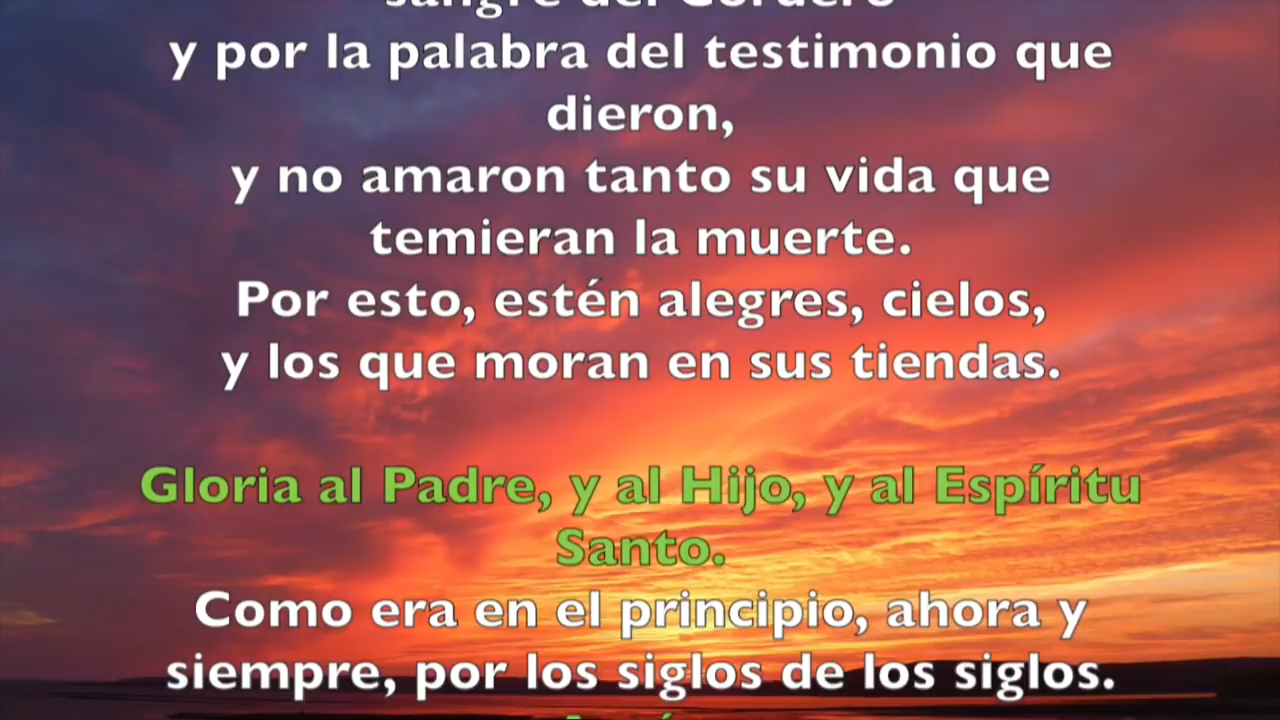 sangre del Cordero
y por la palabra del testimonio que
dieron,
y no amaron tanto su vida que
temieran la muerte.
Por esto, estén alegres, cielos,
y los que moran en sus tiendas.
Gloria al Padre, y al Hijo, y al Espíritu
Santo.
Como era en el principio, ahora y
siempre, por los siglos de los siglos.